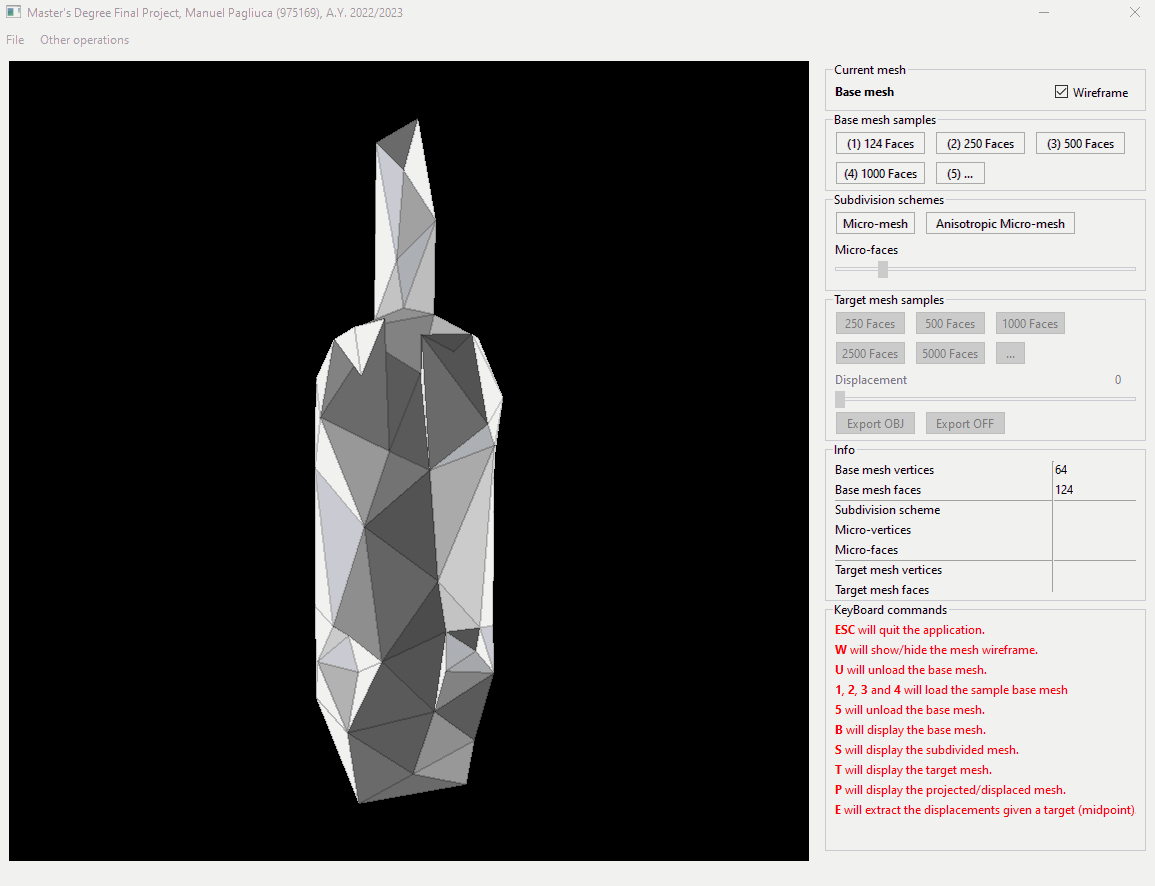 Master's Degree Final Project, Manuel Pagliuca (975169), A.Y. 2022/2023
File Other operations
Current mesh
Base mesh Wireframe
Base mesh samples
(1) 124 Faces (2) 250 Faces (3) 500 Faces
(4) 1000 Faces (5) ...
Subdivision schemes
Micro-mesh Anisotropic Micro-mesh
Micro-faces
Target mesh samples
250 Faces 500 Faces 1000 Faces
2500 Faces 5000 Faces ...
Displacement 0
Export OBJ Export OFF
Info
Base mesh vertices 64
Base mesh faces 124
Subdivision scheme
Micro-vertices
Micro-faces
Target mesh vertices
Target mesh faces
KeyBoard commands
ESC will quit the application.
W will show/hide the mesh wireframe.
U will unload the base mesh.
1, 2, 3 and 4 will load the sample base mesh
5 will unload the base mesh.
B will display the base mesh.
S will display the subdivided mesh.
T will display the target mesh.
P will display the projected/displaced mesh.
E will extract the displacements given a target (midpoint)